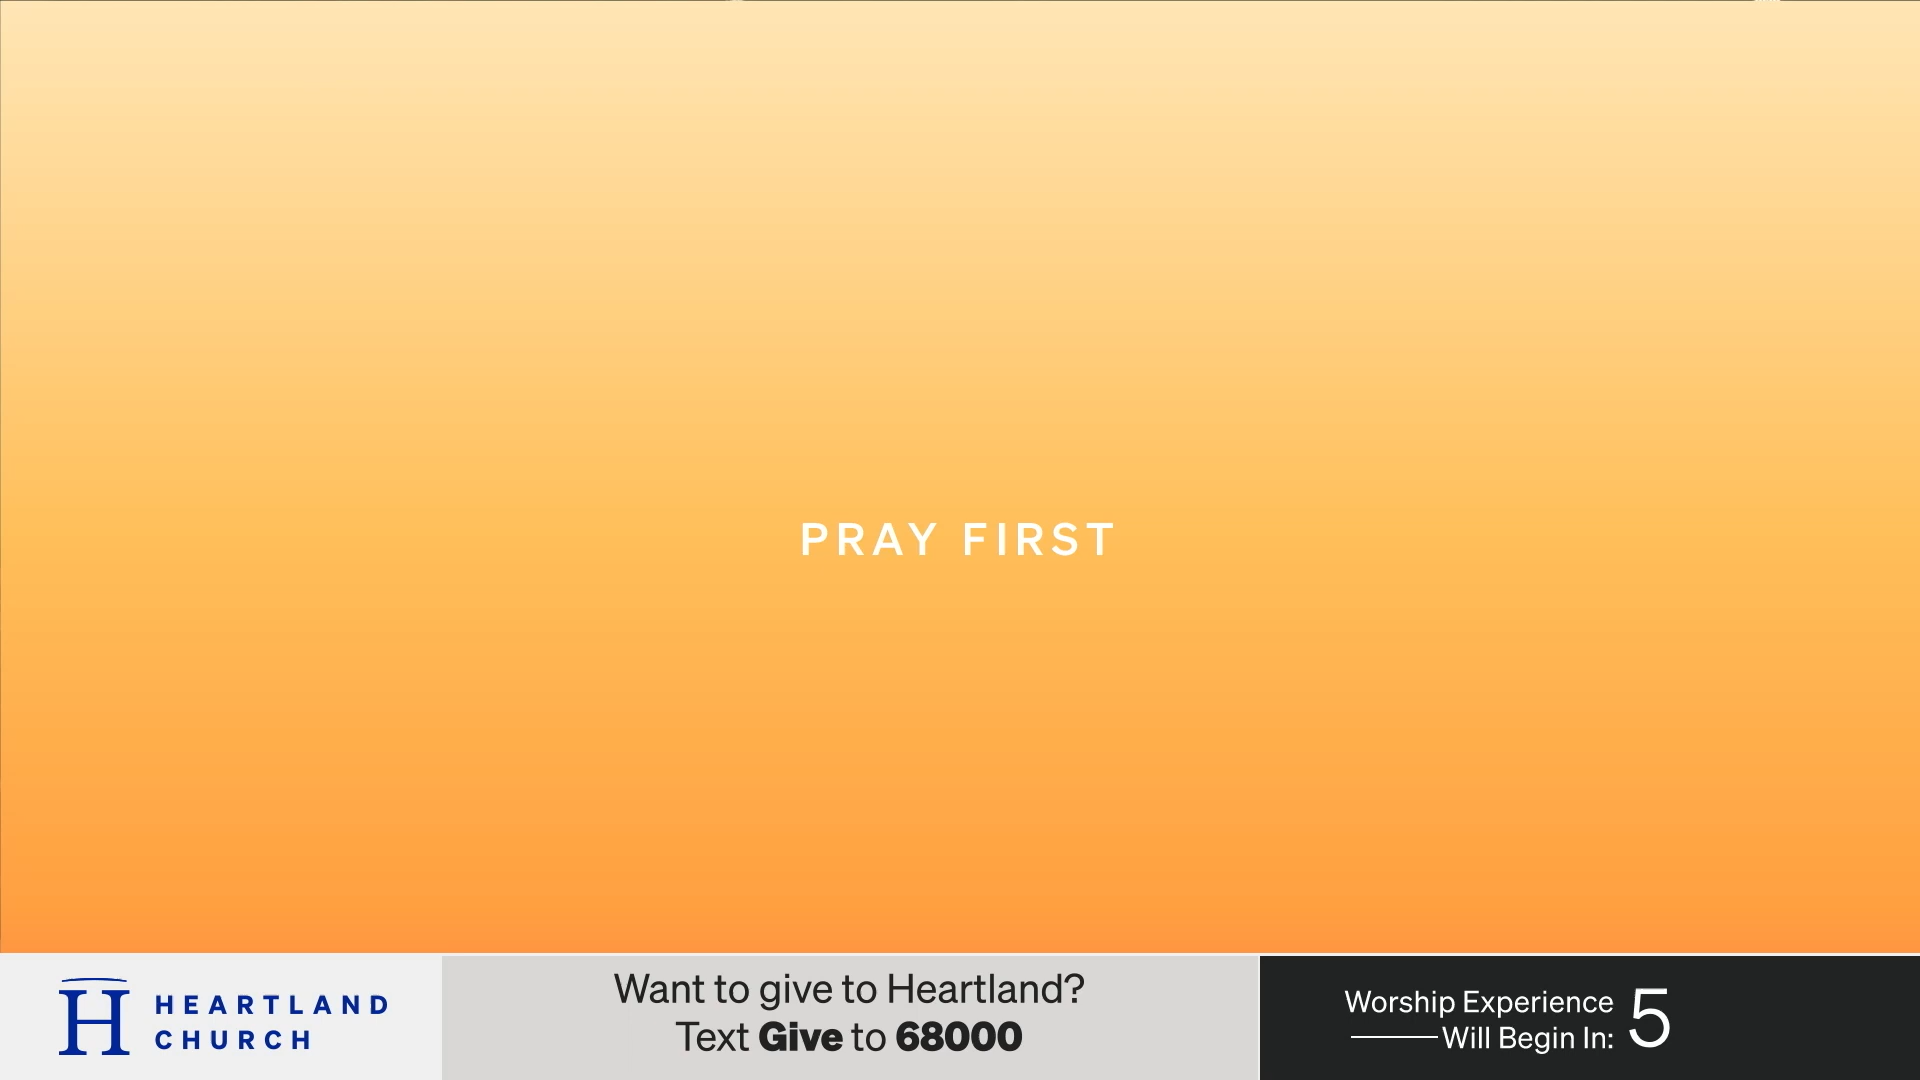 PRAY FIRST
HEARTLAND
CHURCH
Want to give to Heartland?
Text Give to 68000
Worship Experience
Will Begin In: 5